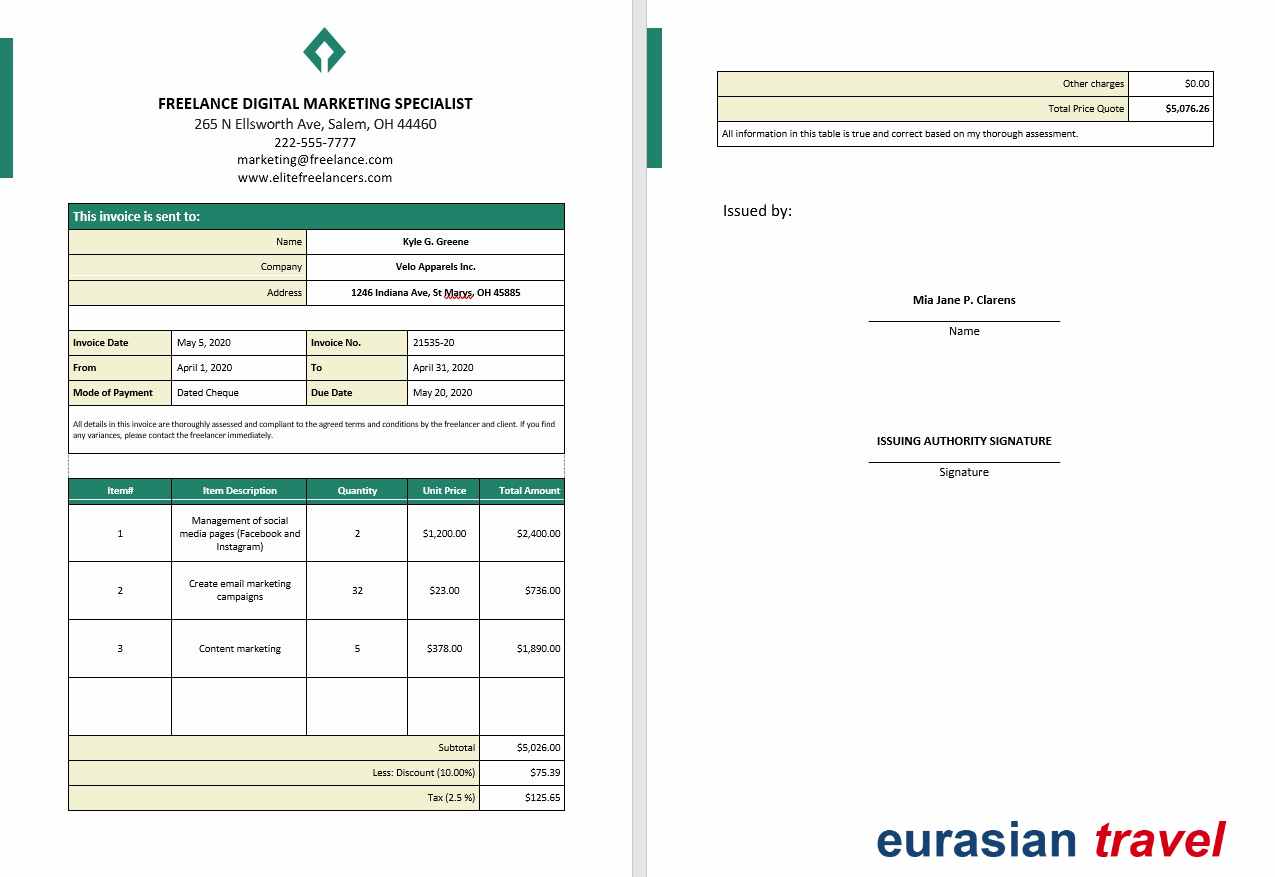 FREELANCE DIGITAL MARKETING SPECIALIST
265 N Ellsworth Ave, Salem, OH 44460
222-555-7777
marketing@freelance.com
www.elitefreelancers.com
This invoice is sent to:
Name Kyle G. Greene
Company Velo Apparels Inc.
Address 1246 Indiana Ave, St Marys, OH 45885
Invoice Date May 5, 2020 Invoice No. 21535-20
From April 1, 2020 To April 31, 2020
Mode of Payment Dated Cheque Due Date May 20, 2020
All details in this invoice are thoroughly assessed and compliant to the agreed terms and conditions by the freelancer and client. If you find
any variances, please contact the freelancer immediately.
Item# Item Description Quantity Unit Price Total Amount
1 Management of social media pages (Facebook and Instagram) 2 $1,200.00 $2,400.00
2 Create email marketing campaigns 32 $23.00 $736.00
3 Content marketing 5 $378.00 $1,890.00
Subtotal $5,026.00
Less: Discount (10.00%) $75.39
Tax (2.5 %) $125.65
Other charges $0.00
Total Price Quote $5,076.26
All information in this table is true and correct based on my thorough assessment.
Issued by:
Mia Jane P. Clarens
Name
ISSUING AUTHORITY SIGNATURE
Signature
eurasian travel